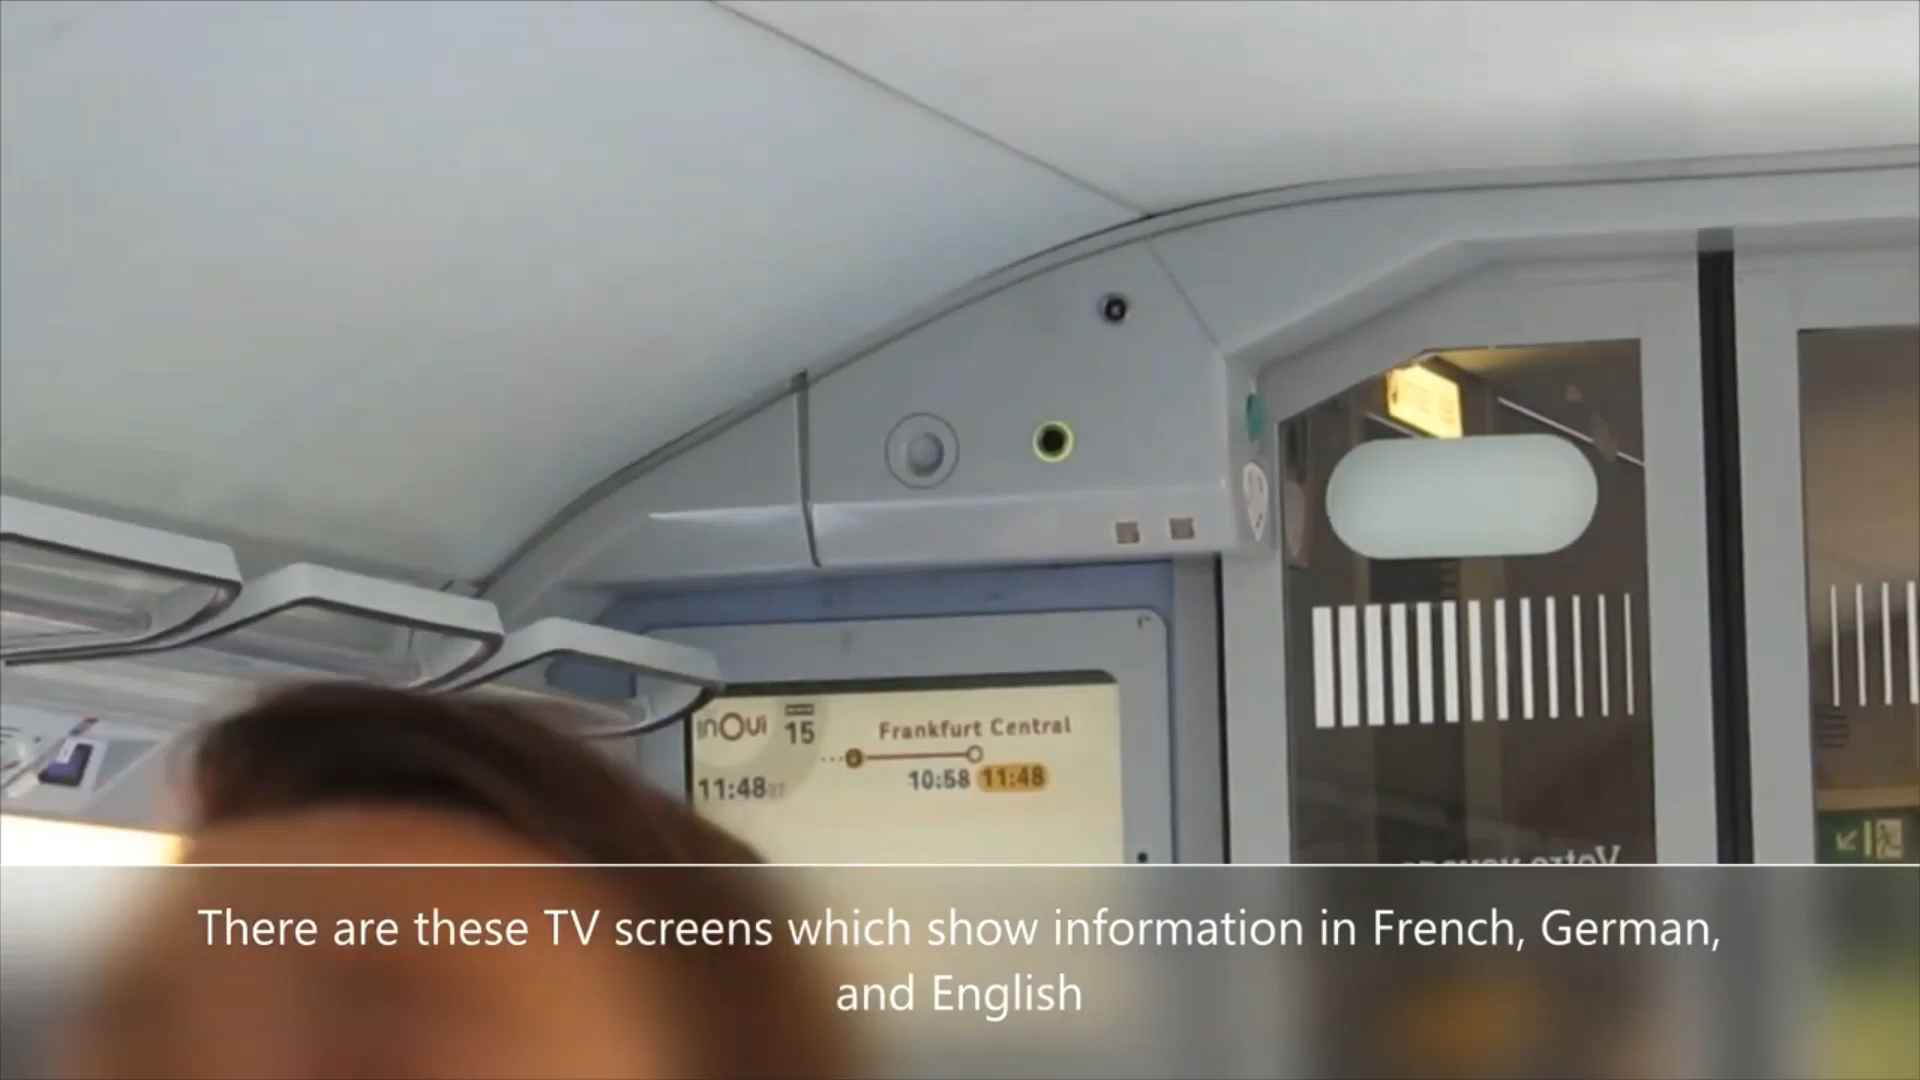 inOui
15
Frankfurt Central
10:58 11:48
11:48
There are these TV screens which show information in French, German,
and English